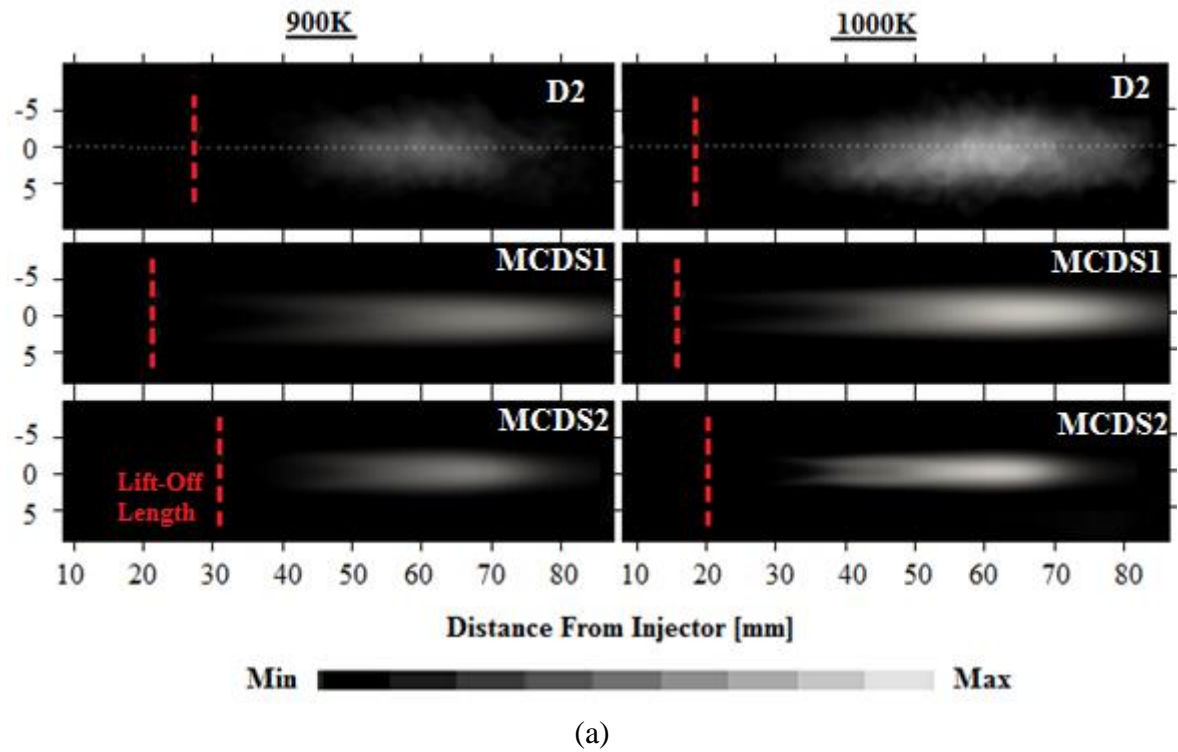 900K 1000K
D2 D2
-5
0
5
MCDS1 MCDS1
-5
0
5
MCDS2 MCDS2
-5
0
5
Lift-Off
Length
10 20 30 40 50 60 70 80 10 20 30 40 50 60 70 80
Distance From Injector [mm]
Min Max
(a)